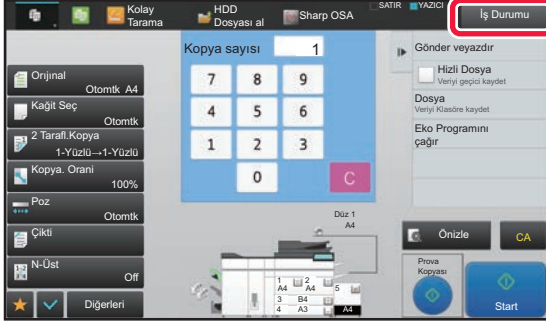 Kolay
Tarama
HDD
Dosyası al
Sharp OSA
SATIR
YAZICI
İş Durumu
Kopya sayısı 1
Gönder veyazdır
Hizli Dosya
Veriyi geçici kaydet
Dosya
Veriyi Klasöre kaydet
Eko Programını
çağır
Orijinal
Otomtk A4
Kağit Seç
Otomtk
2 Tarafl.Kopya
1-Yüzlü→1-Yüzlü
Kopya. Orani
100%
Poz
Otomtk
Çikti
N-Üst
Off
Diğerleri
7 8 9
4 5 6
1 2 3
0 C
Düz 1
A4
1 A4 2 A4 5
3 B4
4 A3 A4
Önizle
CA
Prova
Kopyası
Start